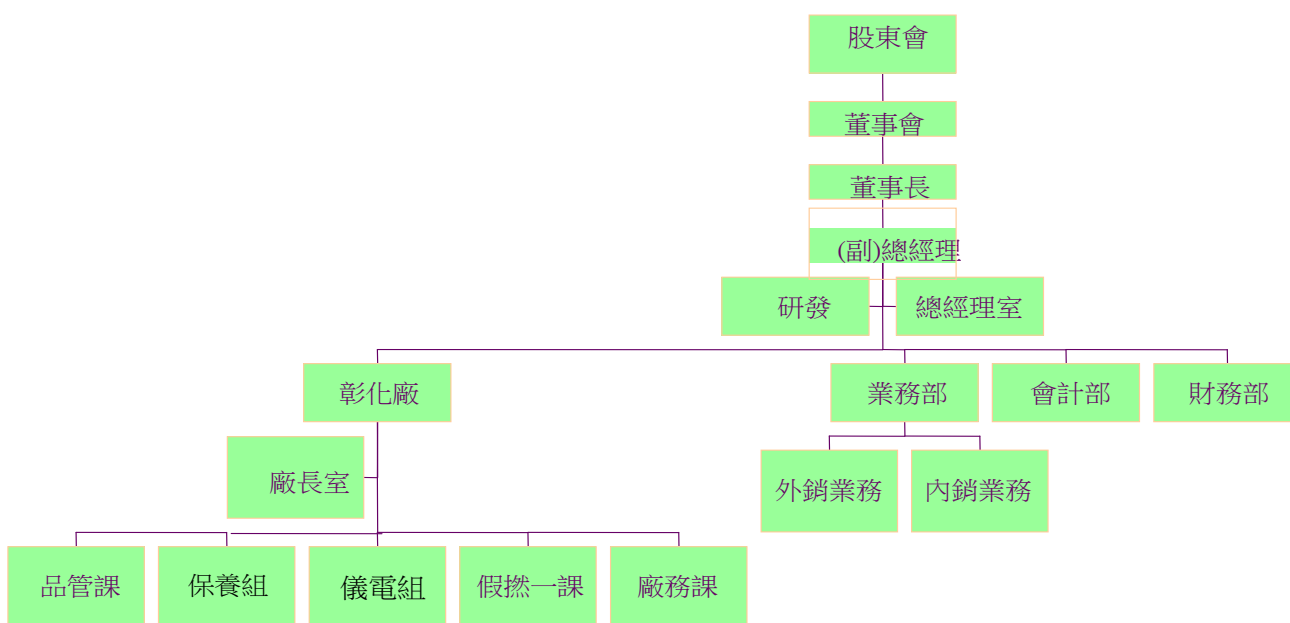 股東會
董事會
董事長
(副)總經理
研發
總經理室
彰化廠
業務部
會計部
財務部
廠長室
外銷業務
內銷業務
品管課
保養組
儀電組
假撚一課
廠務課